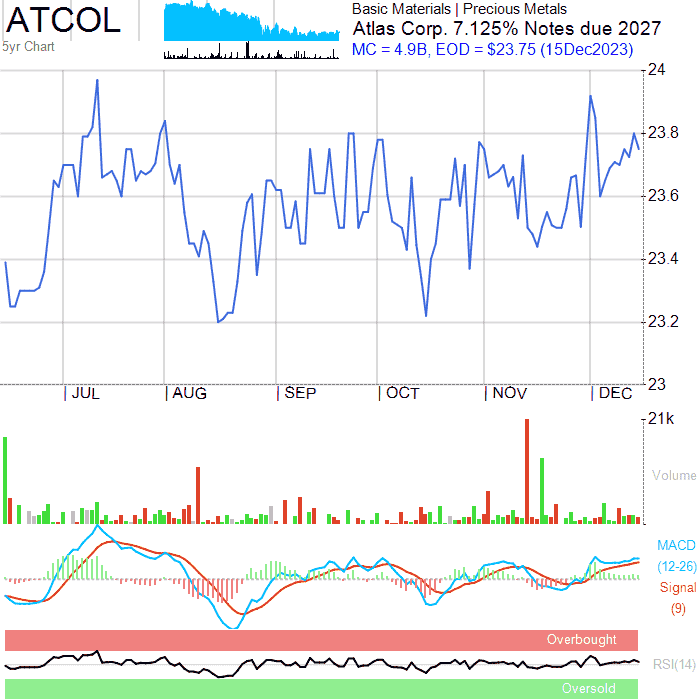 ATCOL
5yr Chart
Basic Materials | Precious Metals
Atlas Corp. 7.125% Notes due 2027
MC = 4.9B, EOD = $23.75 (15Dec2023)
24
23.8
23.6
23.4
23.2
23
JUL AUG SEP OCT NOV DEC
21k
Volume
MACD
(12-26)
Signal
(9)
Overbought
RSI(14)
Oversold